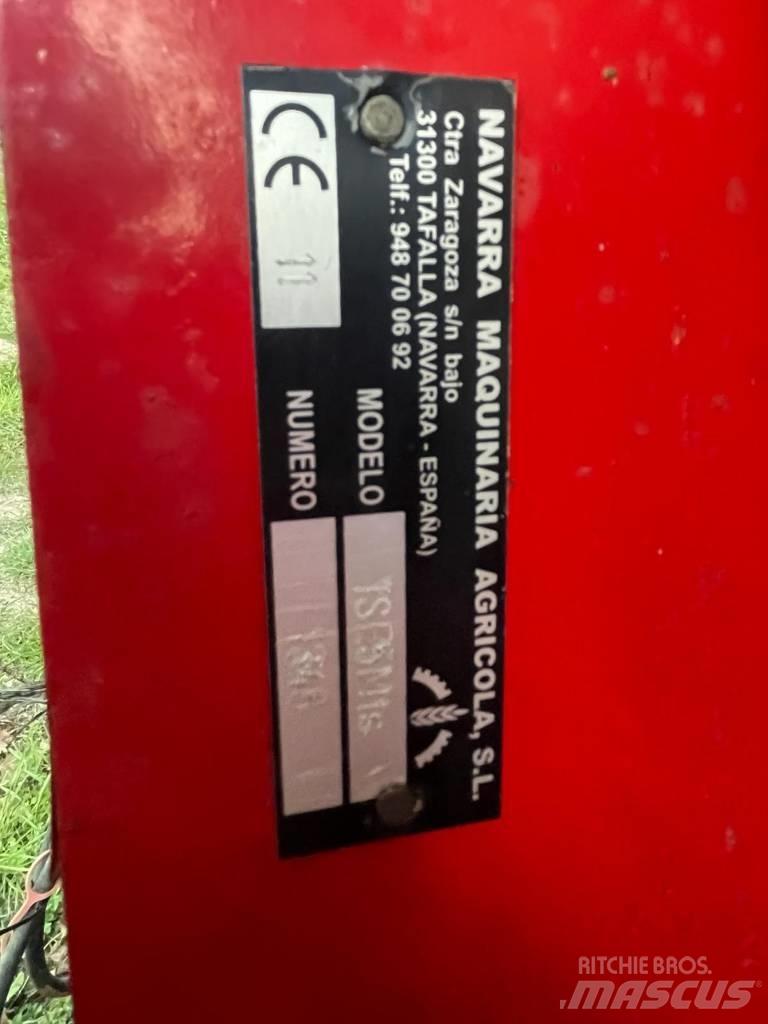 NAVARRA MAQUINARIA AGRICOLA, S.L.
Ctra Zaragoza s/n bajo
31300 TAFALLA (NAVARRA - ESPAÑA)
Telf.: 948 70 06 92
CE 11
MODELO
NUMERO
RITCHIE BROS.
MASCUS